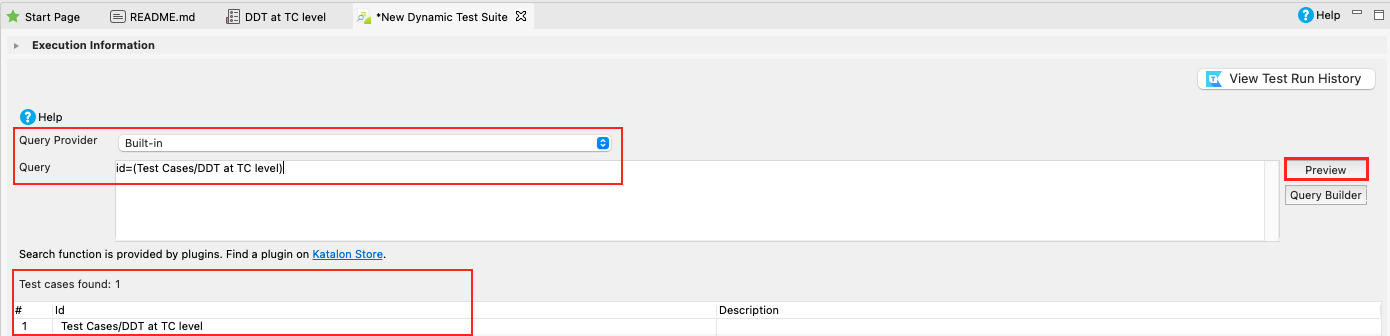 Start Page README.md DDT at TC level *New Dynamic Test Suite Help
Execution Information
View Test Run History
Help
Query Provider Built-in
Query id=(Test Cases/DDT at TC level) Preview
Query Builder
Search function is provided by plugins. Find a plugin on Katalon Store.
Test cases found: 1
# Id Description
1 Test Cases/DDT at TC level